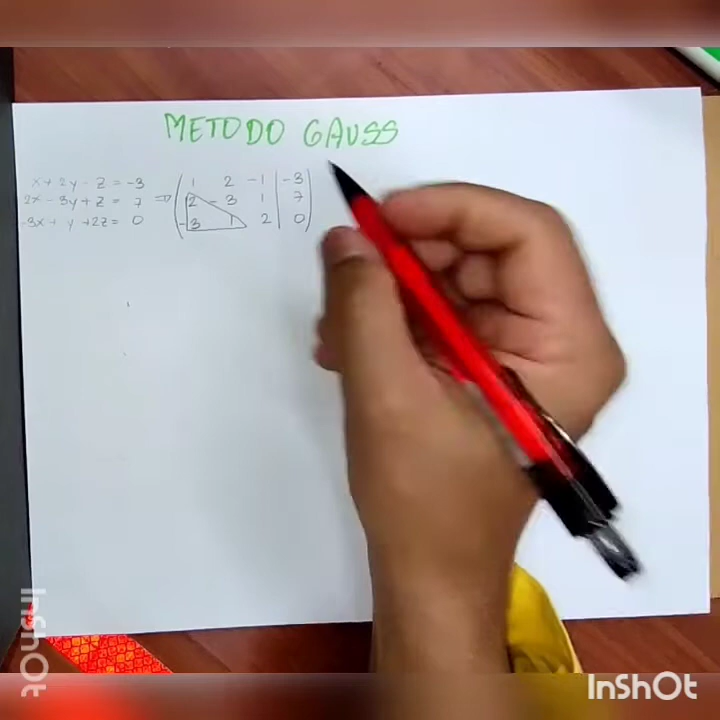 METODO GAUSS
x + 2y - z = -3 ⇒ ( 1 2 -1 | -3 )
2x - 3y + z = 7 2 -3 1 | 7
-3x + y + 2z = 0 -3 1 2 | 0
InShOt
InShOt